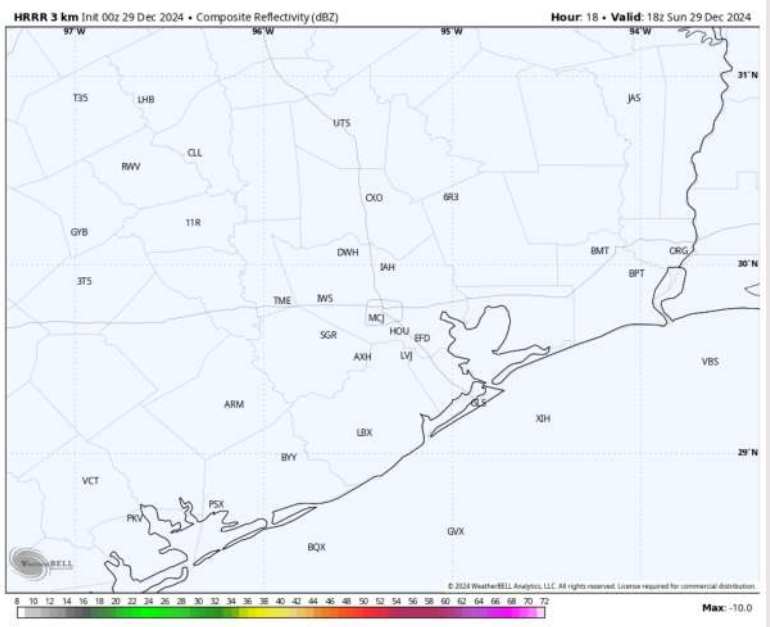 HRRR 3 km Init 00z 29 Dec 2024 • Composite Reflectivity (dBZ) Hour: 18 • Valid: 18z Sun 29 Dec 2024
97°W 96°W 95°W 94°W
31°N
T35 LHB JAS
UTS
CLL
RWV
CXO 6R3
11R
GYB
DWH BMT ORG
IAH 30°N
3T5 BPT
TME IWS
MCJ
SGR HOU EFD
AXH LVJ
VBS
ARM GLS
XIH
LBX
BYY 29°N
VCT
PSX
PKV
GVX
BQX
WEATHERBELL
© 2024 WeatherBELL Analytics, LLC. All rights reserved. License required for commercial distribution.
8 10 12 14 16 18 20 22 24 26 28 30 32 34 36 38 40 42 44 46 48 50 52 54 56 58 60 62 64 66 68 70 72
Max: -10.0